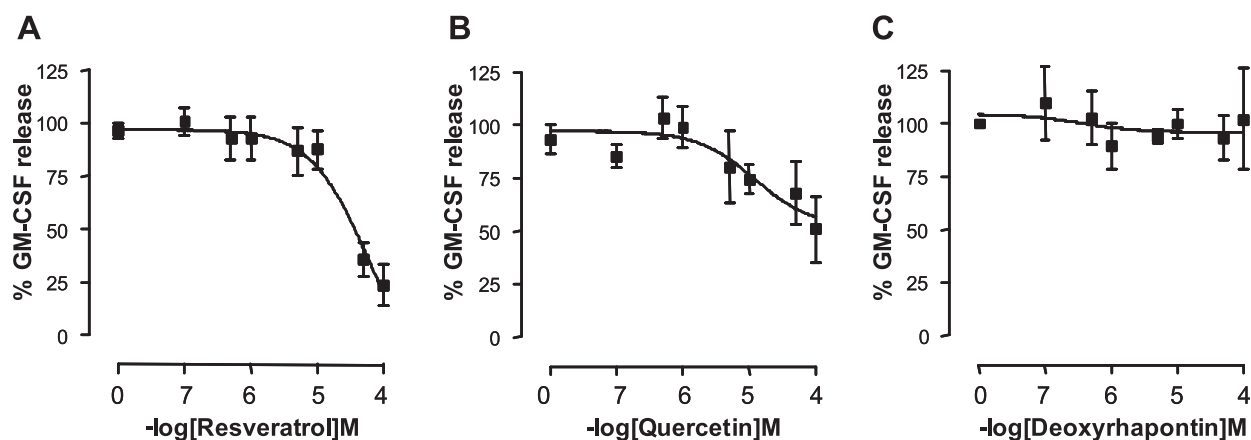 A
B
C
% GM-CSF release
125
100
75
50
25
0
0 7 6 5 4
-log[Resveratrol]M
% GM-CSF release
125
100
75
50
25
0
0 7 6 5 4
-log[Quercetin]M
% GM-CSF release
125
100
75
50
25
0
0 7 6 5 4
-log[Deoxyrhapontin]M